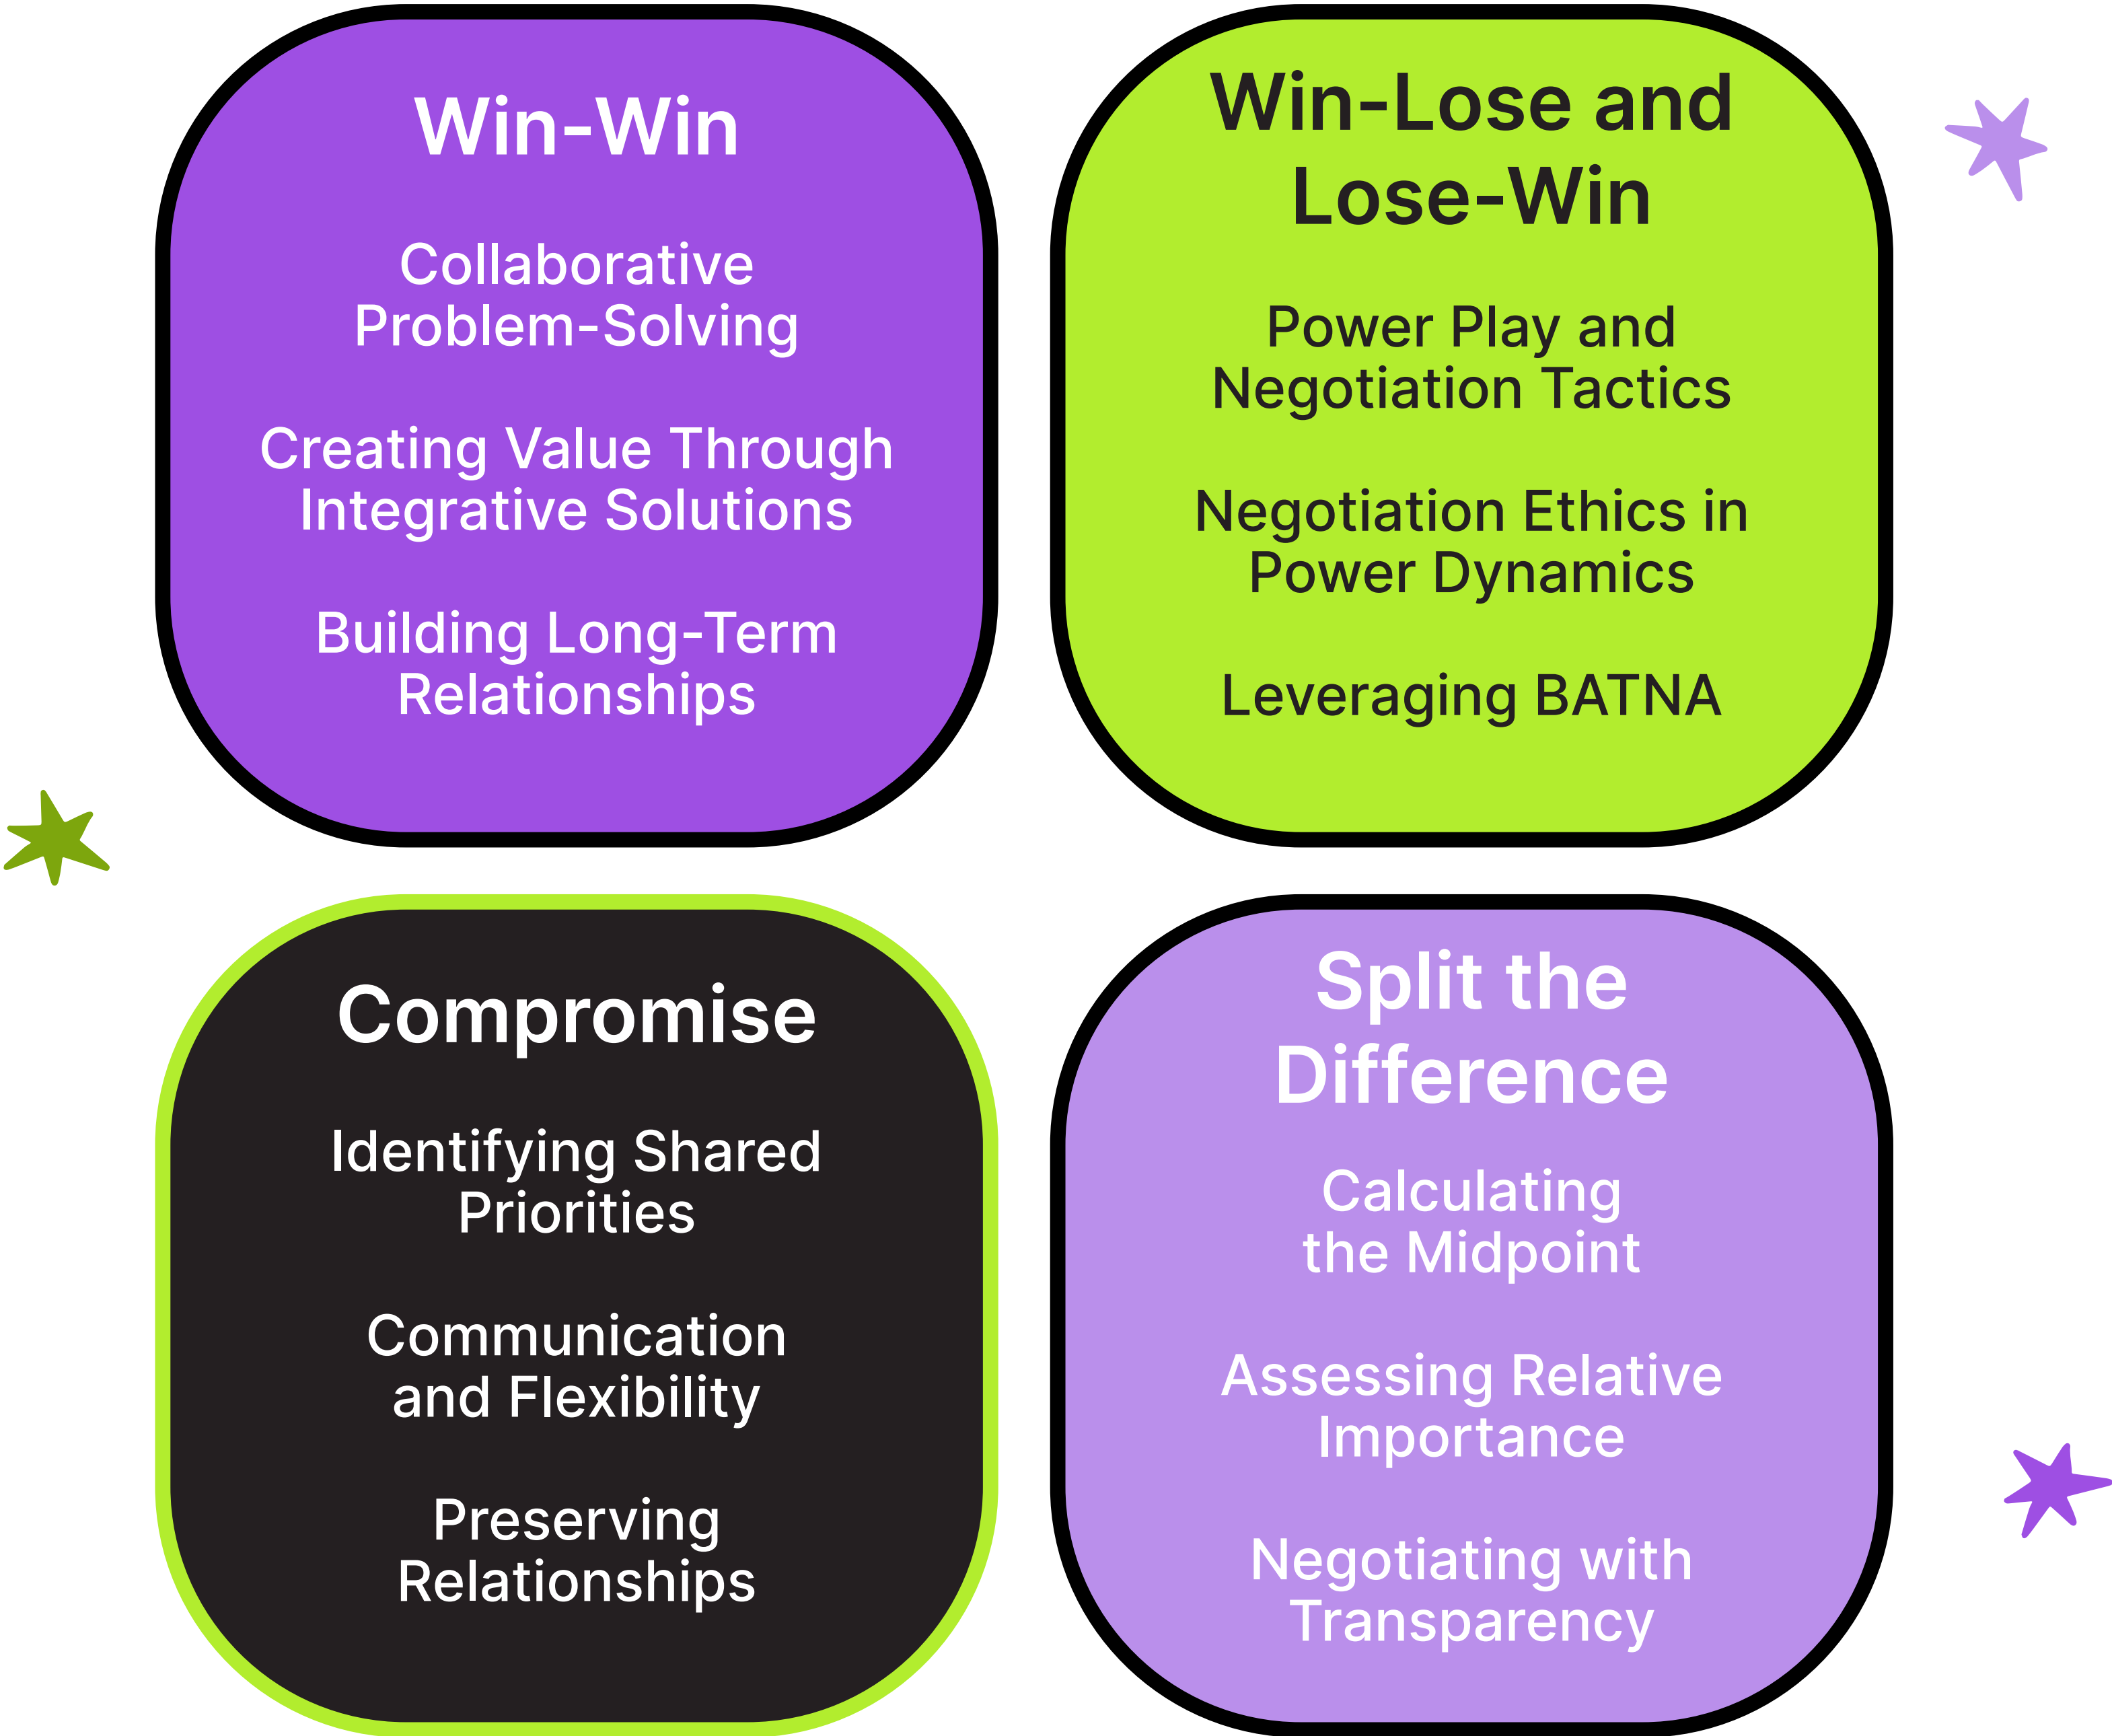 Win-Win
Collaborative
Problem-Solving
Creating Value Through
Integrative Solutions
Building Long-Term
Relationships
Win-Lose and
Lose-Win
Power Play and
Negotiation Tactics
Negotiation Ethics in
Power Dynamics
Leveraging BATNA
Compromise
Identifying Shared
Priorities
Communication
and Flexibility
Preserving
Relationships
Split the
Difference
Calculating
the Midpoint
Assessing Relative
Importance
Negotiating with
Transparency